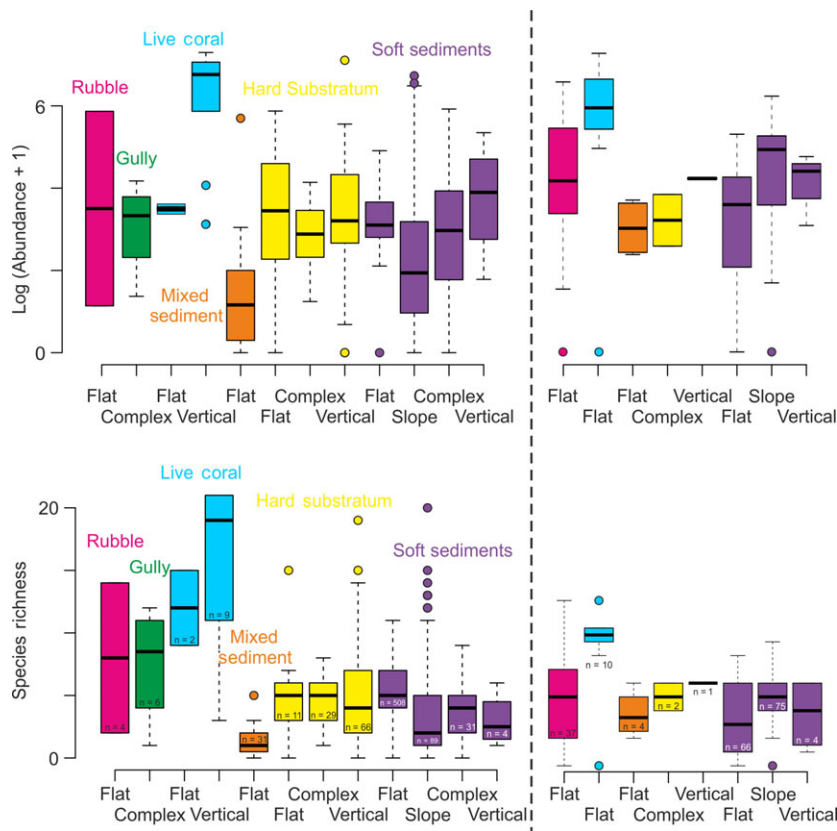 Live coral
Soft sediments
Rubble
Hard Substratum
Gully
Mixed
sediment
Log (Abundance + 1)
6
0
Flat Flat Flat Complex Flat Complex
Complex Vertical Flat Vertical Slope Vertical
Flat Flat Vertical Slope
Flat Complex Flat Vertical
Live coral
Hard substratum
Rubble
Soft sediments
Gully
Mixed
sediment
Species richness
20
0
n = 4
n = 6
n = 2
n = 9
n = 31
n = 11
n = 29
n = 66
n = 508
n = 89
n = 31
n = 4
n = 37
n = 10
n = 4
n = 2
n = 1
n = 66
n = 75
n = 4
Flat Flat Flat Complex Flat Complex
Complex Vertical Flat Vertical Slope Vertical
Flat Flat Vertical Slope
Flat Complex Flat Vertical